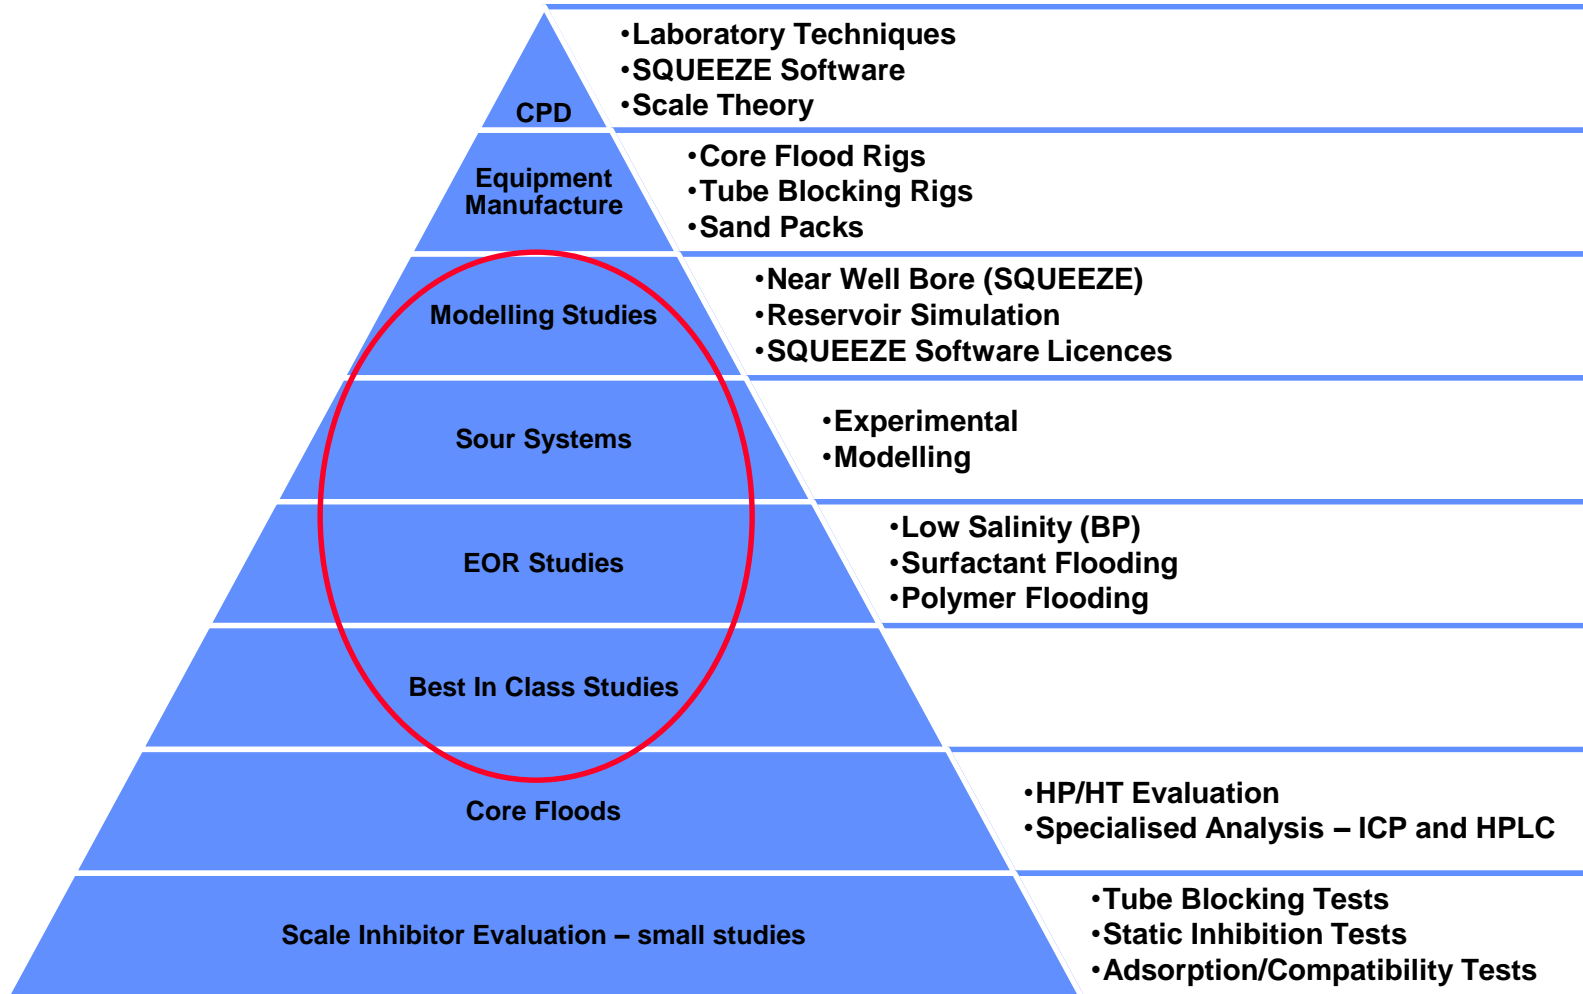 CPD
•Laboratory Techniques
•SQUEEZE Software
•Scale Theory
Equipment
Manufacture
•Core Flood Rigs
•Tube Blocking Rigs
•Sand Packs
Modelling Studies
•Near Well Bore (SQUEEZE)
•Reservoir Simulation
•SQUEEZE Software Licences
Sour Systems
•Experimental
•Modelling
EOR Studies
•Low Salinity (BP)
•Surfactant Flooding
•Polymer Flooding
Best In Class Studies
Core Floods
•HP/HT Evaluation
•Specialised Analysis – ICP and HPLC
Scale Inhibitor Evaluation – small studies
•Tube Blocking Tests
•Static Inhibition Tests
•Adsorption/Compatibility Tests